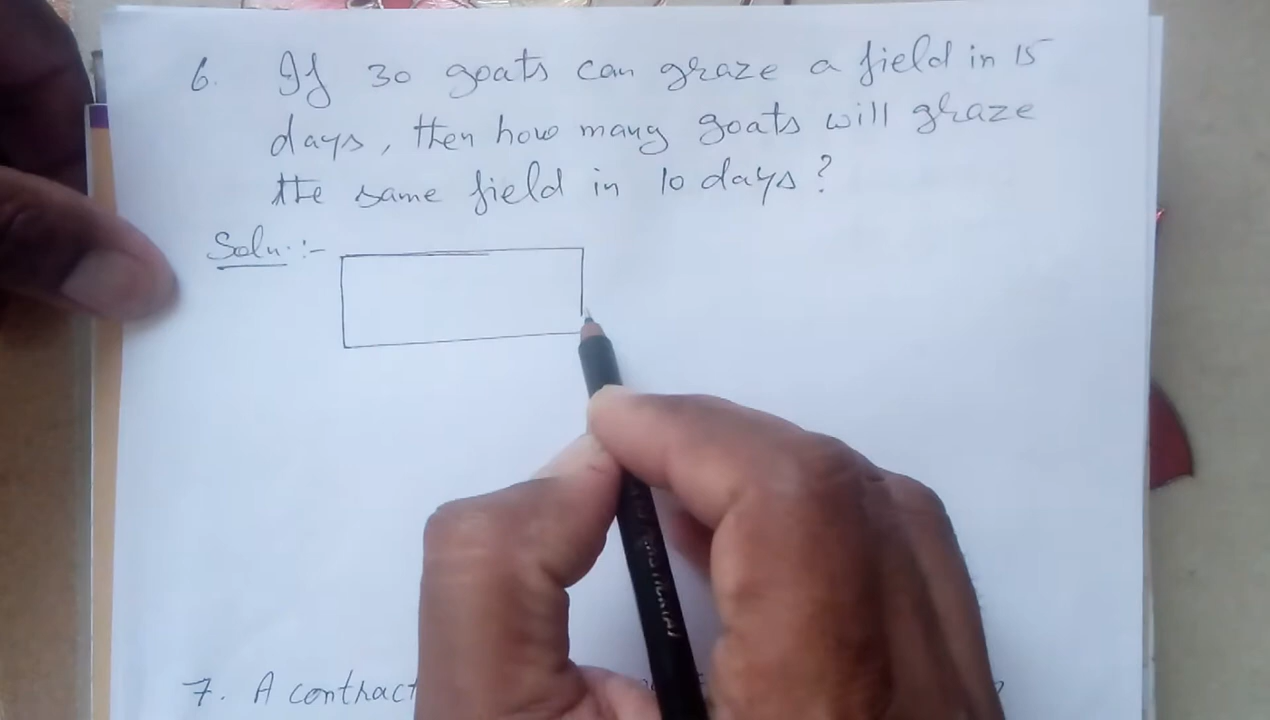 6. If 30 goats can graze a field in 15
days, then how many goats will graze
the same field in 10 days?
Soln.:-
7. A contract